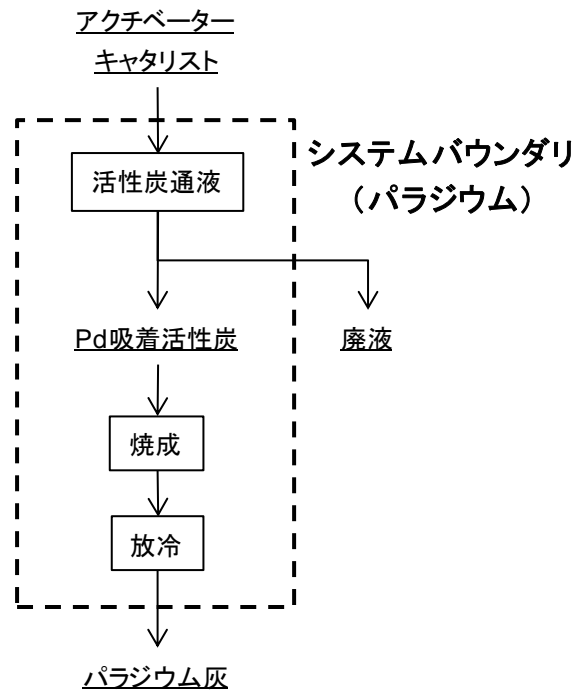 アクチベーター
キャタリスト
システムバウンダリ
（パラジウム）
活性炭通液
Pd吸着活性炭
廃液
焼成
放冷
パラジウム灰